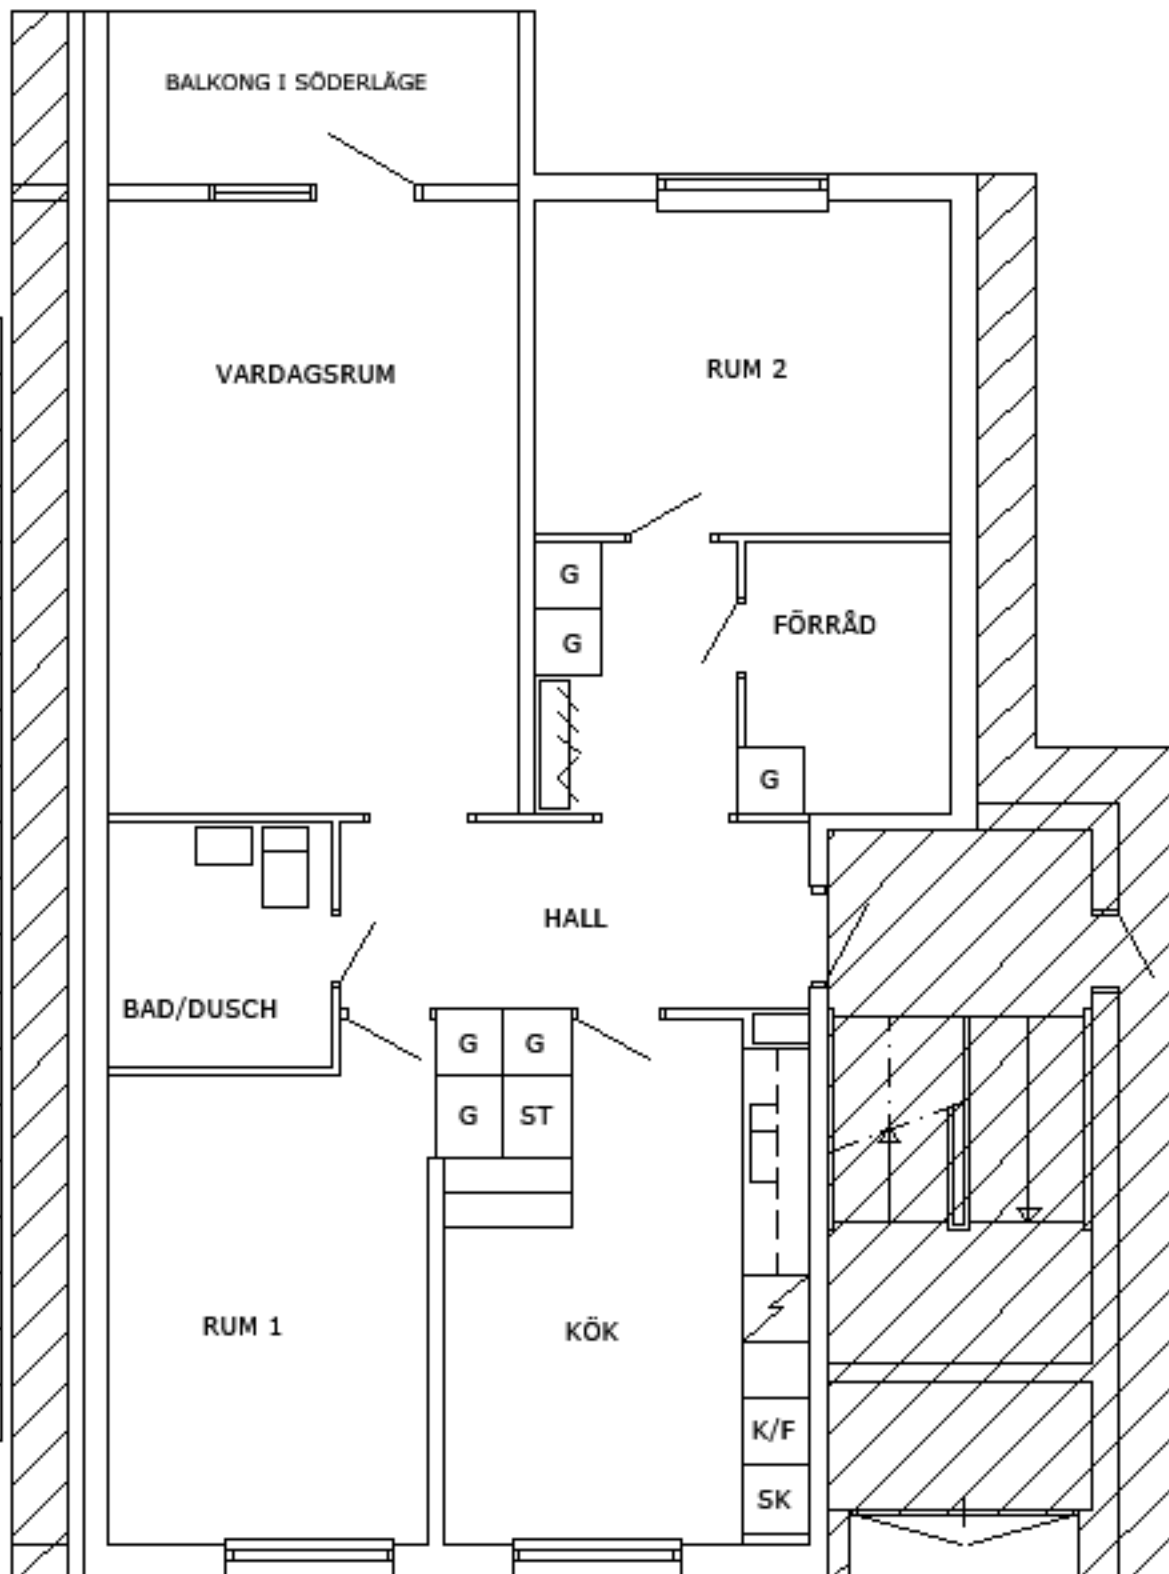 BALKONG I SÖDERLÄGE
VARDAGSRUM
RUM 2
G
G
FÖRRÅD
G
HALL
BAD/DUSCH
G
G
G
ST
RUM 1
KÖK
K/F
SK